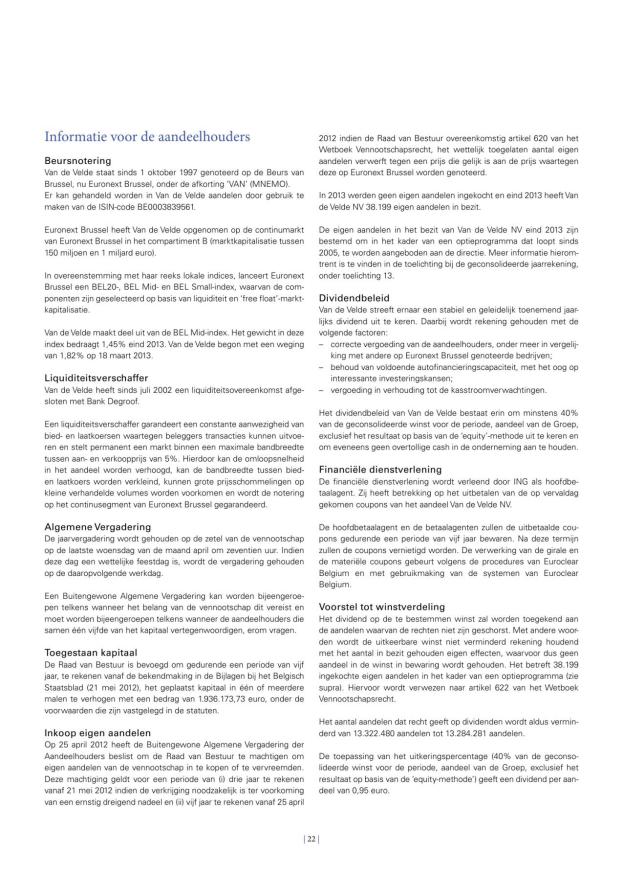 Informatie voor de aandeelhouders
Beursnotering
Van de Velde staat sinds 1 oktober 1997 genoteerd op de Beurs van
Brussel, nu Euronext Brussel, onder de afkorting 'VAN' (MNEMO).
Er kan gehandeld worden in Van de Velde aandelen door gebruik te
maken van de ISIN-code BE0003839561.
Euronext Brussel heeft Van de Velde opgenomen op de continumarkt
van Euronext Brussel in het compartiment B (marktkapitalisatie tussen
150 miljoen en 1 miljard euro).
In overeenstemming met haar reeks lokale indices, lanceert Euronext
Brussel een BEL20-, BEL Mid- en BEL Small-index, waarvan de com-
ponenten zijn geselecteerd op basis van liquiditeit en 'free float'-markt-
kapitalisatie.
Van de Velde maakt deel uit van de BEL Mid-index. Het gewicht in deze
index bedraagt 1,45% eind 2013. Van de Velde begon met een weging
van 1,82% op 18 maart 2013.
Liquiditeitsverschaffer
Van de Velde heeft sinds juli 2002 een liquiditeitsovereenkomst afge-
sloten met Bank Degroof.
Een liquiditeitsverschaffer garandeert een constante aanwezigheid van
bied- en laatkoersen waartegen beleggers transacties kunnen uitvoe-
ren en stelt permanent een markt binnen een maximale bandbreedte
tussen aan- en verkoopprijs van 5%. Hierdoor kan de omloopsnelheid
in het aandeel worden verhoogd, kan de bandbreedte tussen bied-
en laatkoers worden verkleind, kunnen grote prijsschommelingen op
kleine verhandelde volumes worden voorkomen en wordt de notering
op het continusegment van Euronext Brussel gegarandeerd.
Algemene Vergadering
De jaarvergadering wordt gehouden op de zetel van de vennootschap
op de laatste woensdag van de maand april om zeventien uur. Indien
deze dag een wettelijke feestdag is, wordt de vergadering gehouden
op de daaropvolgende werkdag.
Een Buitengewone Algemene Vergadering kan worden bijeengeroe-
pen telkens wanneer het belang van de vennootschap dit vereist en
moet worden bijeengeroepen telkens wanneer de aandeelhouders die
samen één vijfde van het kapitaal vertegenwoordigen, erom vragen.
Toegestaan kapitaal
De Raad van Bestuur is bevoegd om gedurende een periode van vijf
jaar, te rekenen vanaf de bekendmaking in de Bijlagen bij het Belgisch
Staatsblad (21 mei 2012), het geplaatst kapitaal in één of meerdere
malen te verhogen met een bedrag van 1.936.173,73 euro, onder de
voorwaarden die zijn vastgelegd in de statuten.
Inkoop eigen aandelen
Op 25 april 2012 heeft de Buitengewone Algemene Vergadering der
Aandeelhouders beslist om de Raad van Bestuur te machtigen om
eigen aandelen van de vennootschap in te kopen of te vervreemden.
Deze machtiging geldt voor een periode van (i) drie jaar te rekenen
vanaf 21 mei 2012 indien de verkrijging noodzakelijk is ter voorkoming
van een ernstig dreigend nadeel en (ii) vijf jaar te rekenen vanaf 25 april
2012 indien de Raad van Bestuur overeenkomstig artikel 620 van het
Wetboek Vennootschapsrecht, het wettelijk toegelaten aantal eigen
aandelen verwerft tegen een prijs die gelijk is aan de prijs waartegen
deze op Euronext Brussel worden genoteerd.
In 2013 werden geen eigen aandelen ingekocht en eind 2013 heeft Van
de Velde NV 38.199 eigen aandelen in bezit.
De eigen aandelen in het bezit van Van de Velde NV eind 2013 zijn
bestemd om in het kader van een optieprogramma dat loopt sinds
2005, te worden aangeboden aan de directie. Meer informatie hierom-
trent is te vinden in de toelichting bij de geconsolideerde jaarrekening,
onder toelichting 13.
Dividendbeleid
Van de Velde streeft ernaar een stabiel en geleidelijk toenemend jaar-
lijks dividend uit te keren. Daarbij wordt rekening gehouden met de
volgende factoren:
– correcte vergoeding van de aandeelhouders, onder meer in vergelij-
king met andere op Euronext Brussel genoteerde bedrijven;
– behoud van voldoende autofinancieringscapaciteit, met het oog op
interessante investeringskansen;
– vergoeding in verhouding tot de kasstroomverwachtingen.
Het dividendbeleid van Van de Velde bestaat erin om minstens 40%
van de geconsolideerde winst voor de periode, aandeel van de Groep,
exclusief het resultaat op basis van de 'equity'-methode uit te keren en
om eveneens geen overtollige cash in de onderneming aan te houden.
Financiële dienstverlening
De financiële dienstverlening wordt verleend door ING als hoofdbe-
taalagent. Zij heeft betrekking op het uitbetalen van de op vervaldag
gekomen coupons van het aandeel Van de Velde NV.
De hoofdbetaalagent en de betaalagenten zullen de uitbetaalde cou-
pons gedurende een periode van vijf jaar bewaren. Na deze termijn
zullen de coupons vernietigd worden. De verwerking van de girale en
de materiële coupons gebeurt volgens de procedures van Euroclear
Belgium en met gebruikmaking van de systemen van Euroclear
Belgium.
Voorstel tot winstverdeling
Het dividend op de te bestemmen winst zal worden toegekend aan
de aandelen waarvan de rechten niet zijn geschorst. Met andere woor-
den wordt de uitkeerbare winst niet verminderd rekening houdend
met het aantal in bezit gehouden eigen effecten, waarvoor dus geen
aandeel in de winst in bewaring wordt gehouden. Het betreft 38.199
ingekochte eigen aandelen in het kader van een optieprogramma (zie
supra). Hiervoor wordt verwezen naar artikel 622 van het Wetboek
Vennootschapsrecht.
Het aantal aandelen dat recht geeft op dividenden wordt aldus vermin-
derd van 13.322.480 aandelen tot 13.284.281 aandelen.
De toepassing van het uitkeringspercentage (40% van de geconso-
lideerde winst voor de periode, aandeel van de Groep, exclusief het
resultaat op basis van de 'equity-methode') geeft een dividend per aan-
deel van 0,95 euro.
| 22 |